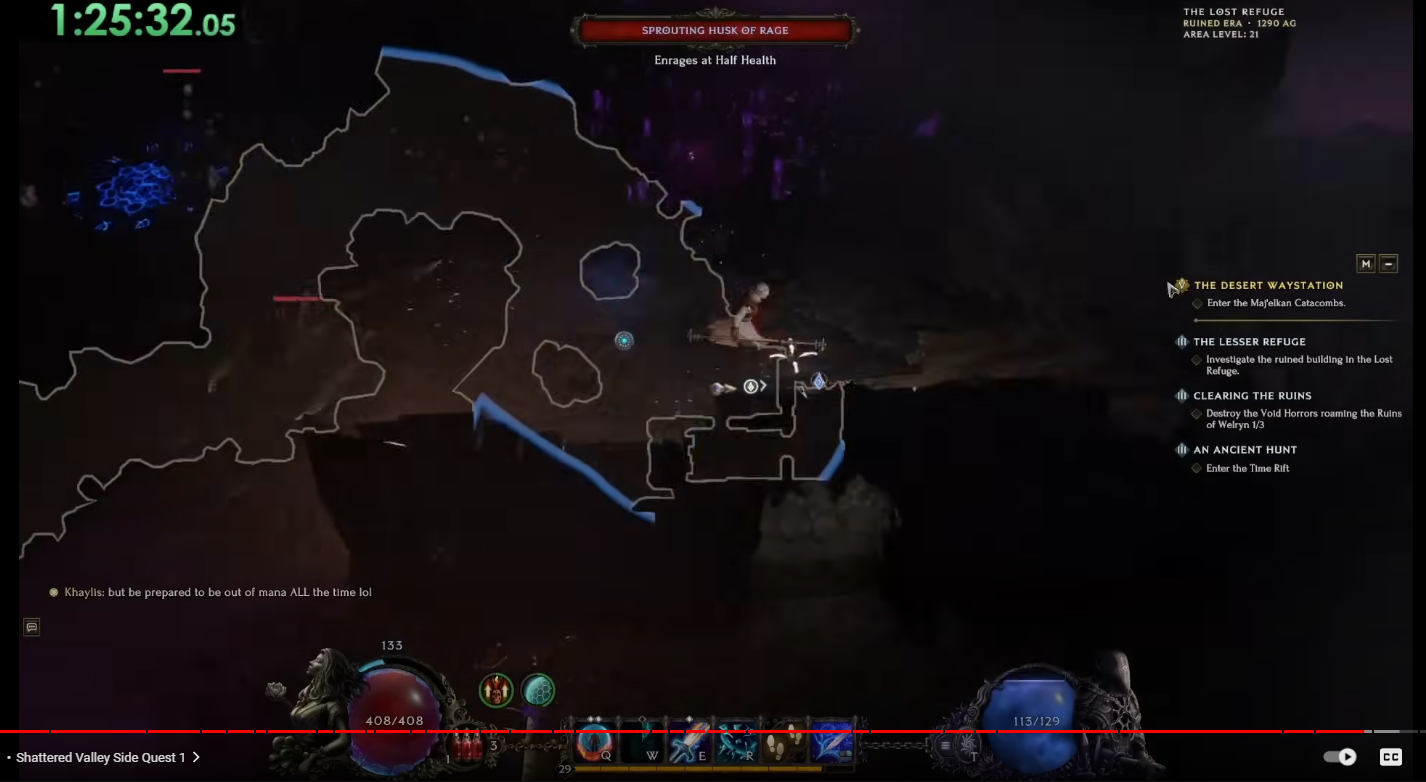 1:25:32.05
SPROUTING HUSK OF RAGE
Enrages at Half Health
THE LOST REFUGE
RUINED ERA · 1290 AG
AREA LEVEL: 21
M
THE DESERT WAYSTATION
Enter the Maj'elkan Catacombs.
THE LESSER REFUGE
Investigate the ruined building in the Lost
Refuge.
CLEARING THE RUINS
Destroy the Void Horrors roaming the Ruins
of Welryn 1/3
AN ANCIENT HUNT
Enter the Time Rift
Khaylis: but be prepared to be out of mana ALL the time lol
133
408/408
113/129
3
1
Q
W
E
R
T
29
• Shattered Valley Side Quest 1
CC